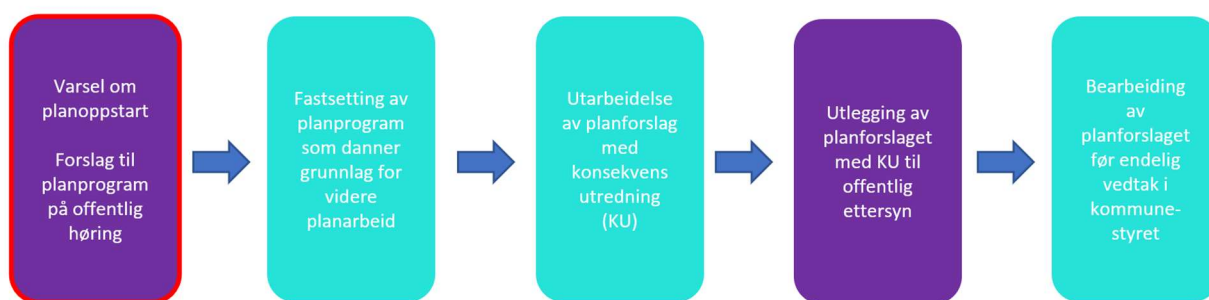 Varsel om
planoppstart
Forslag til
planprogram
på offentlig
høring
Fastsetting av
planprogram
som danner
grunnlag for
videre
planarbeid
Utarbeidelse
av planforslag
med
konsekvens
utredning
(KU)
Utlegging av
planforslaget
med KU til
offentlig
ettersyn
Bearbeiding
av
planforslaget
før endelig
vedtak i
kommune-
styret